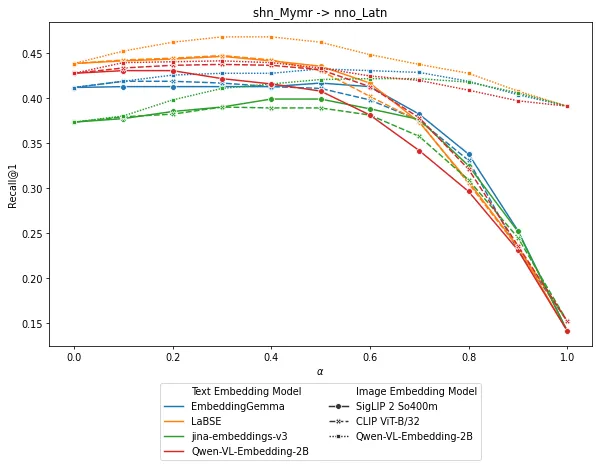 shn_Mymr -> nno_Latn
Recall@1
0.45
0.40
0.35
0.30
0.25
0.20
0.15
0.0
0.2
0.4
0.6
0.8
1.0
α
Text Embedding Model
EmbeddingGemma
LaBSE
jina-embeddings-v3
Qwen-VL-Embedding-2B
Image Embedding Model
SigLIP 2 So400m
CLIP ViT-B/32
Qwen-VL-Embedding-2B